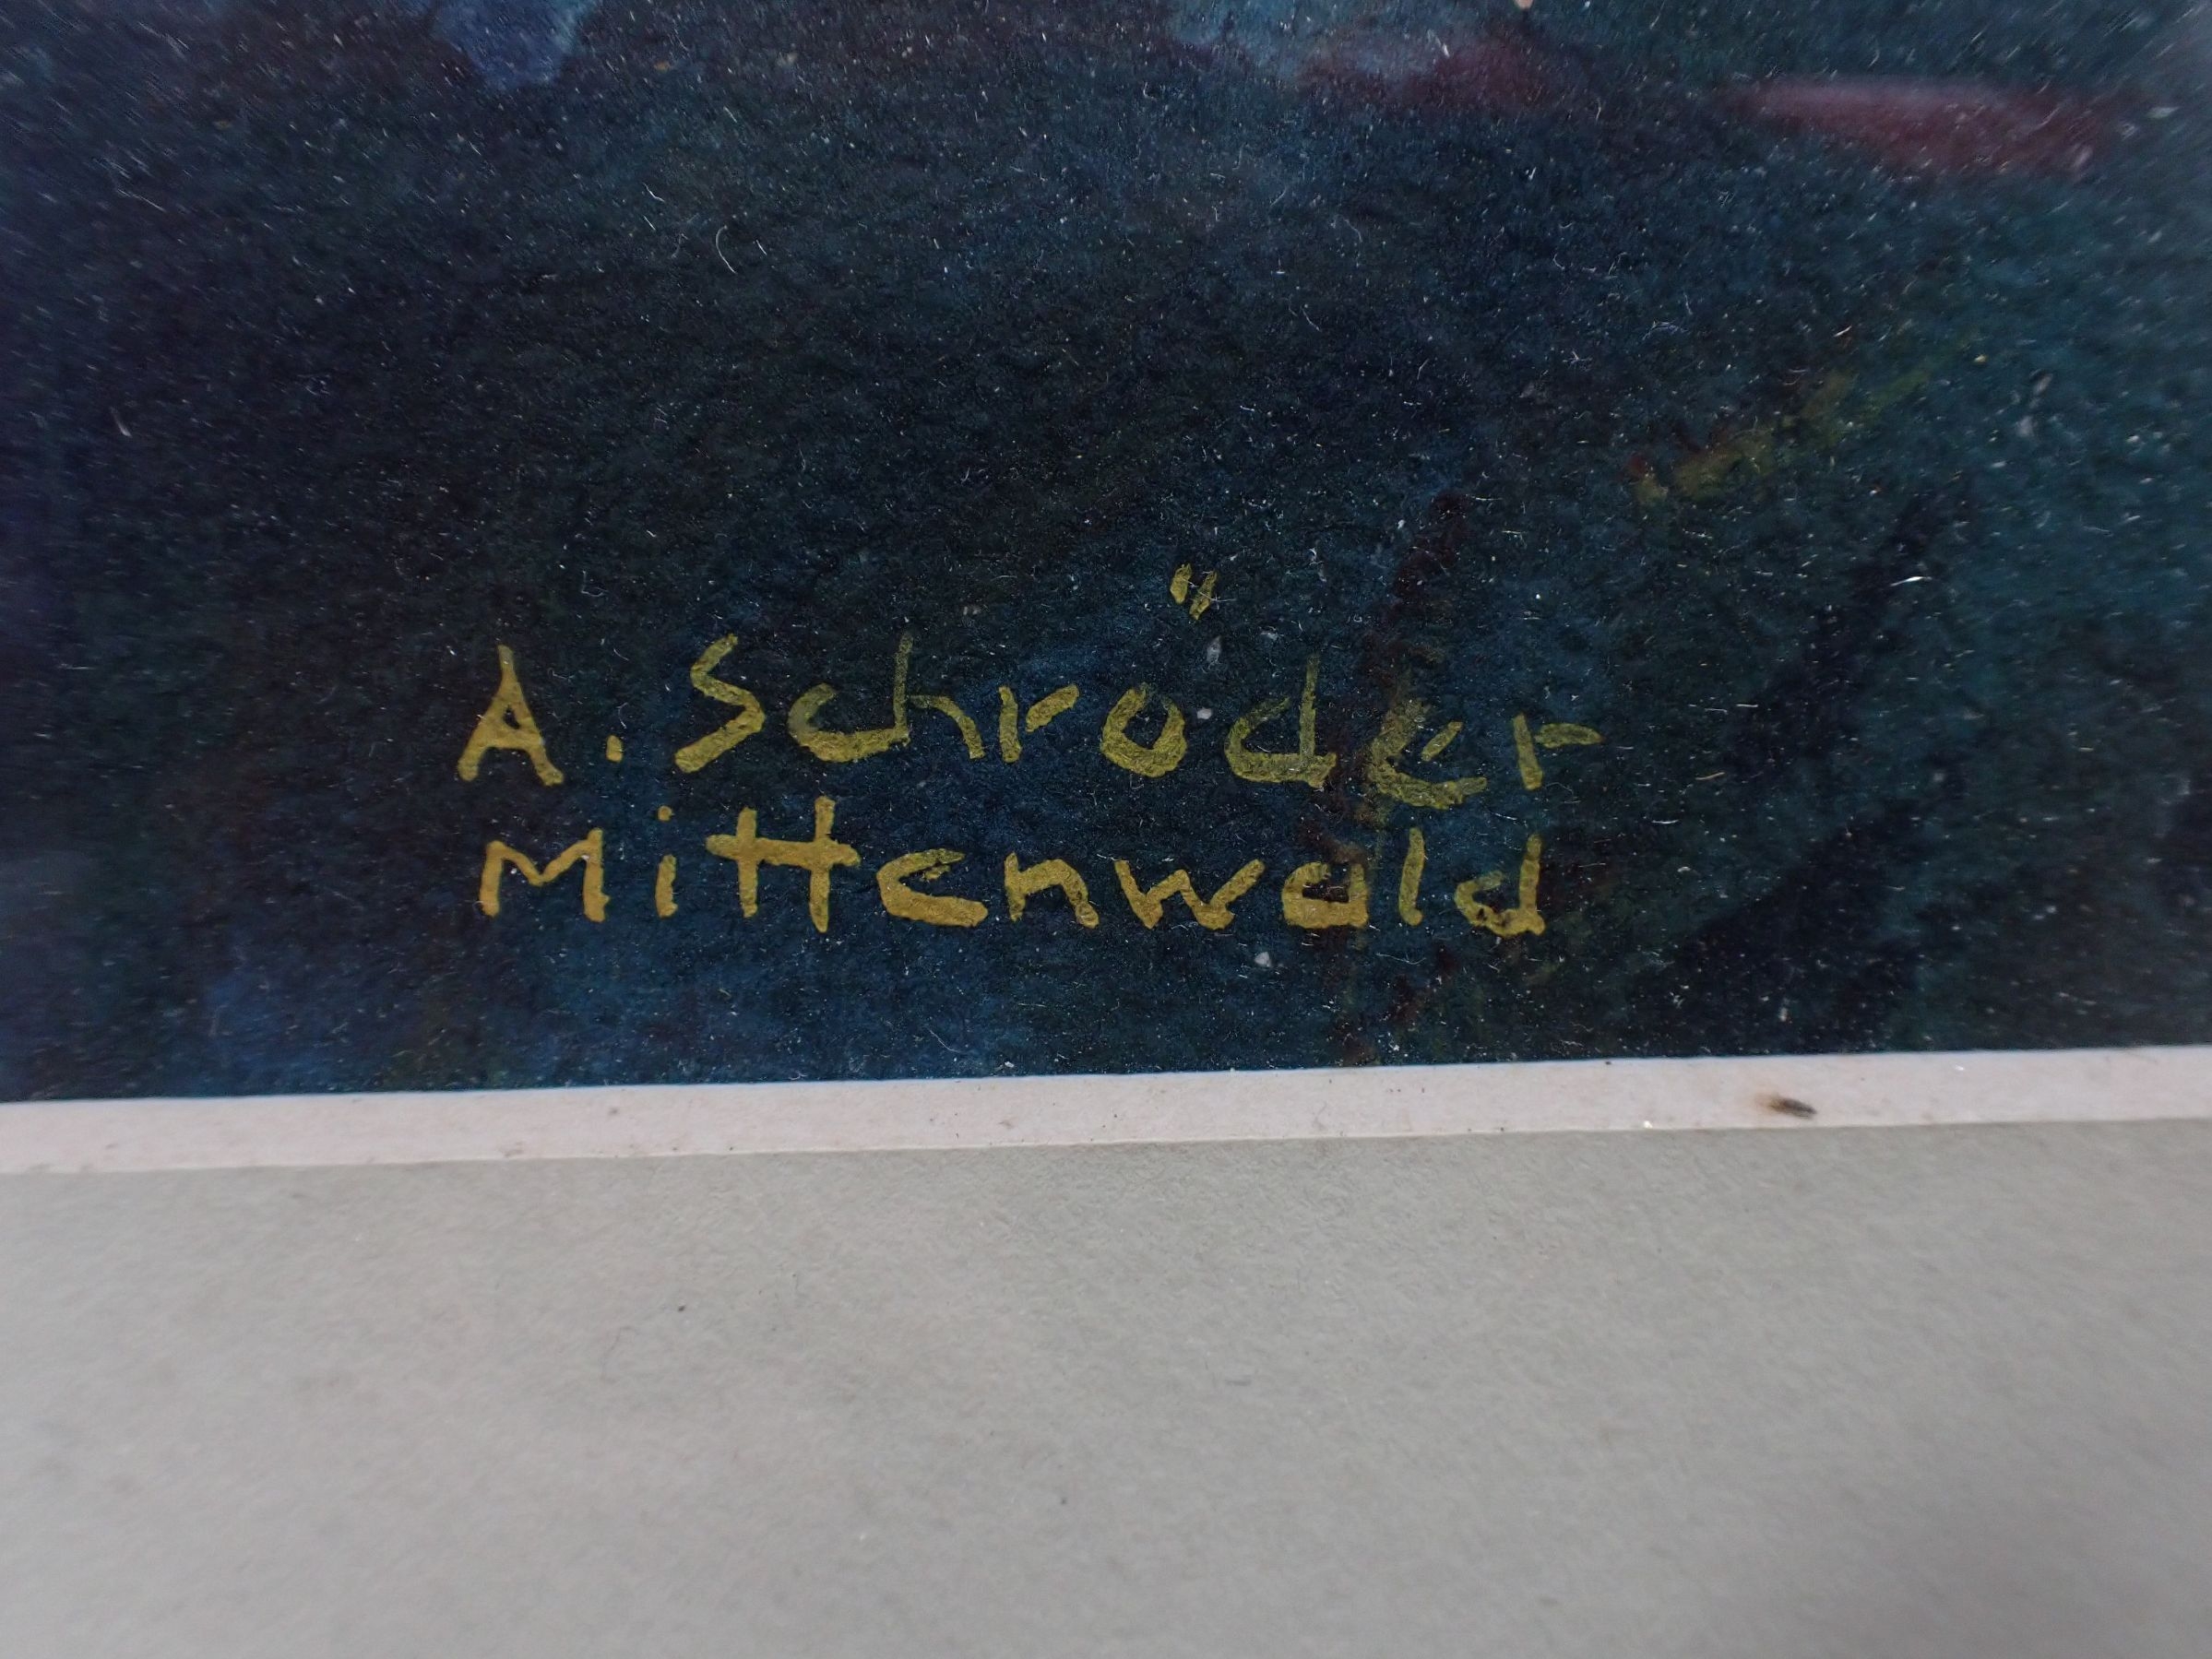 A. Schröder
Mittenwald